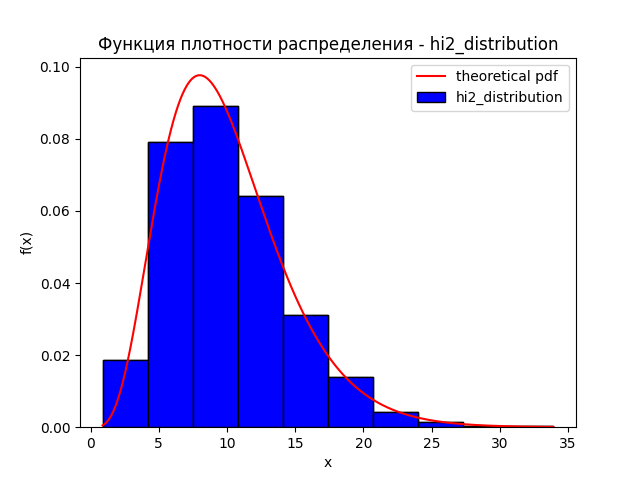 Функция плотности распределения - hi2_distribution
theoretical pdf
hi2_distribution
f(x)
0.10
0.08
0.06
0.04
0.02
0.00
0 5 10 15 20 25 30 35
x